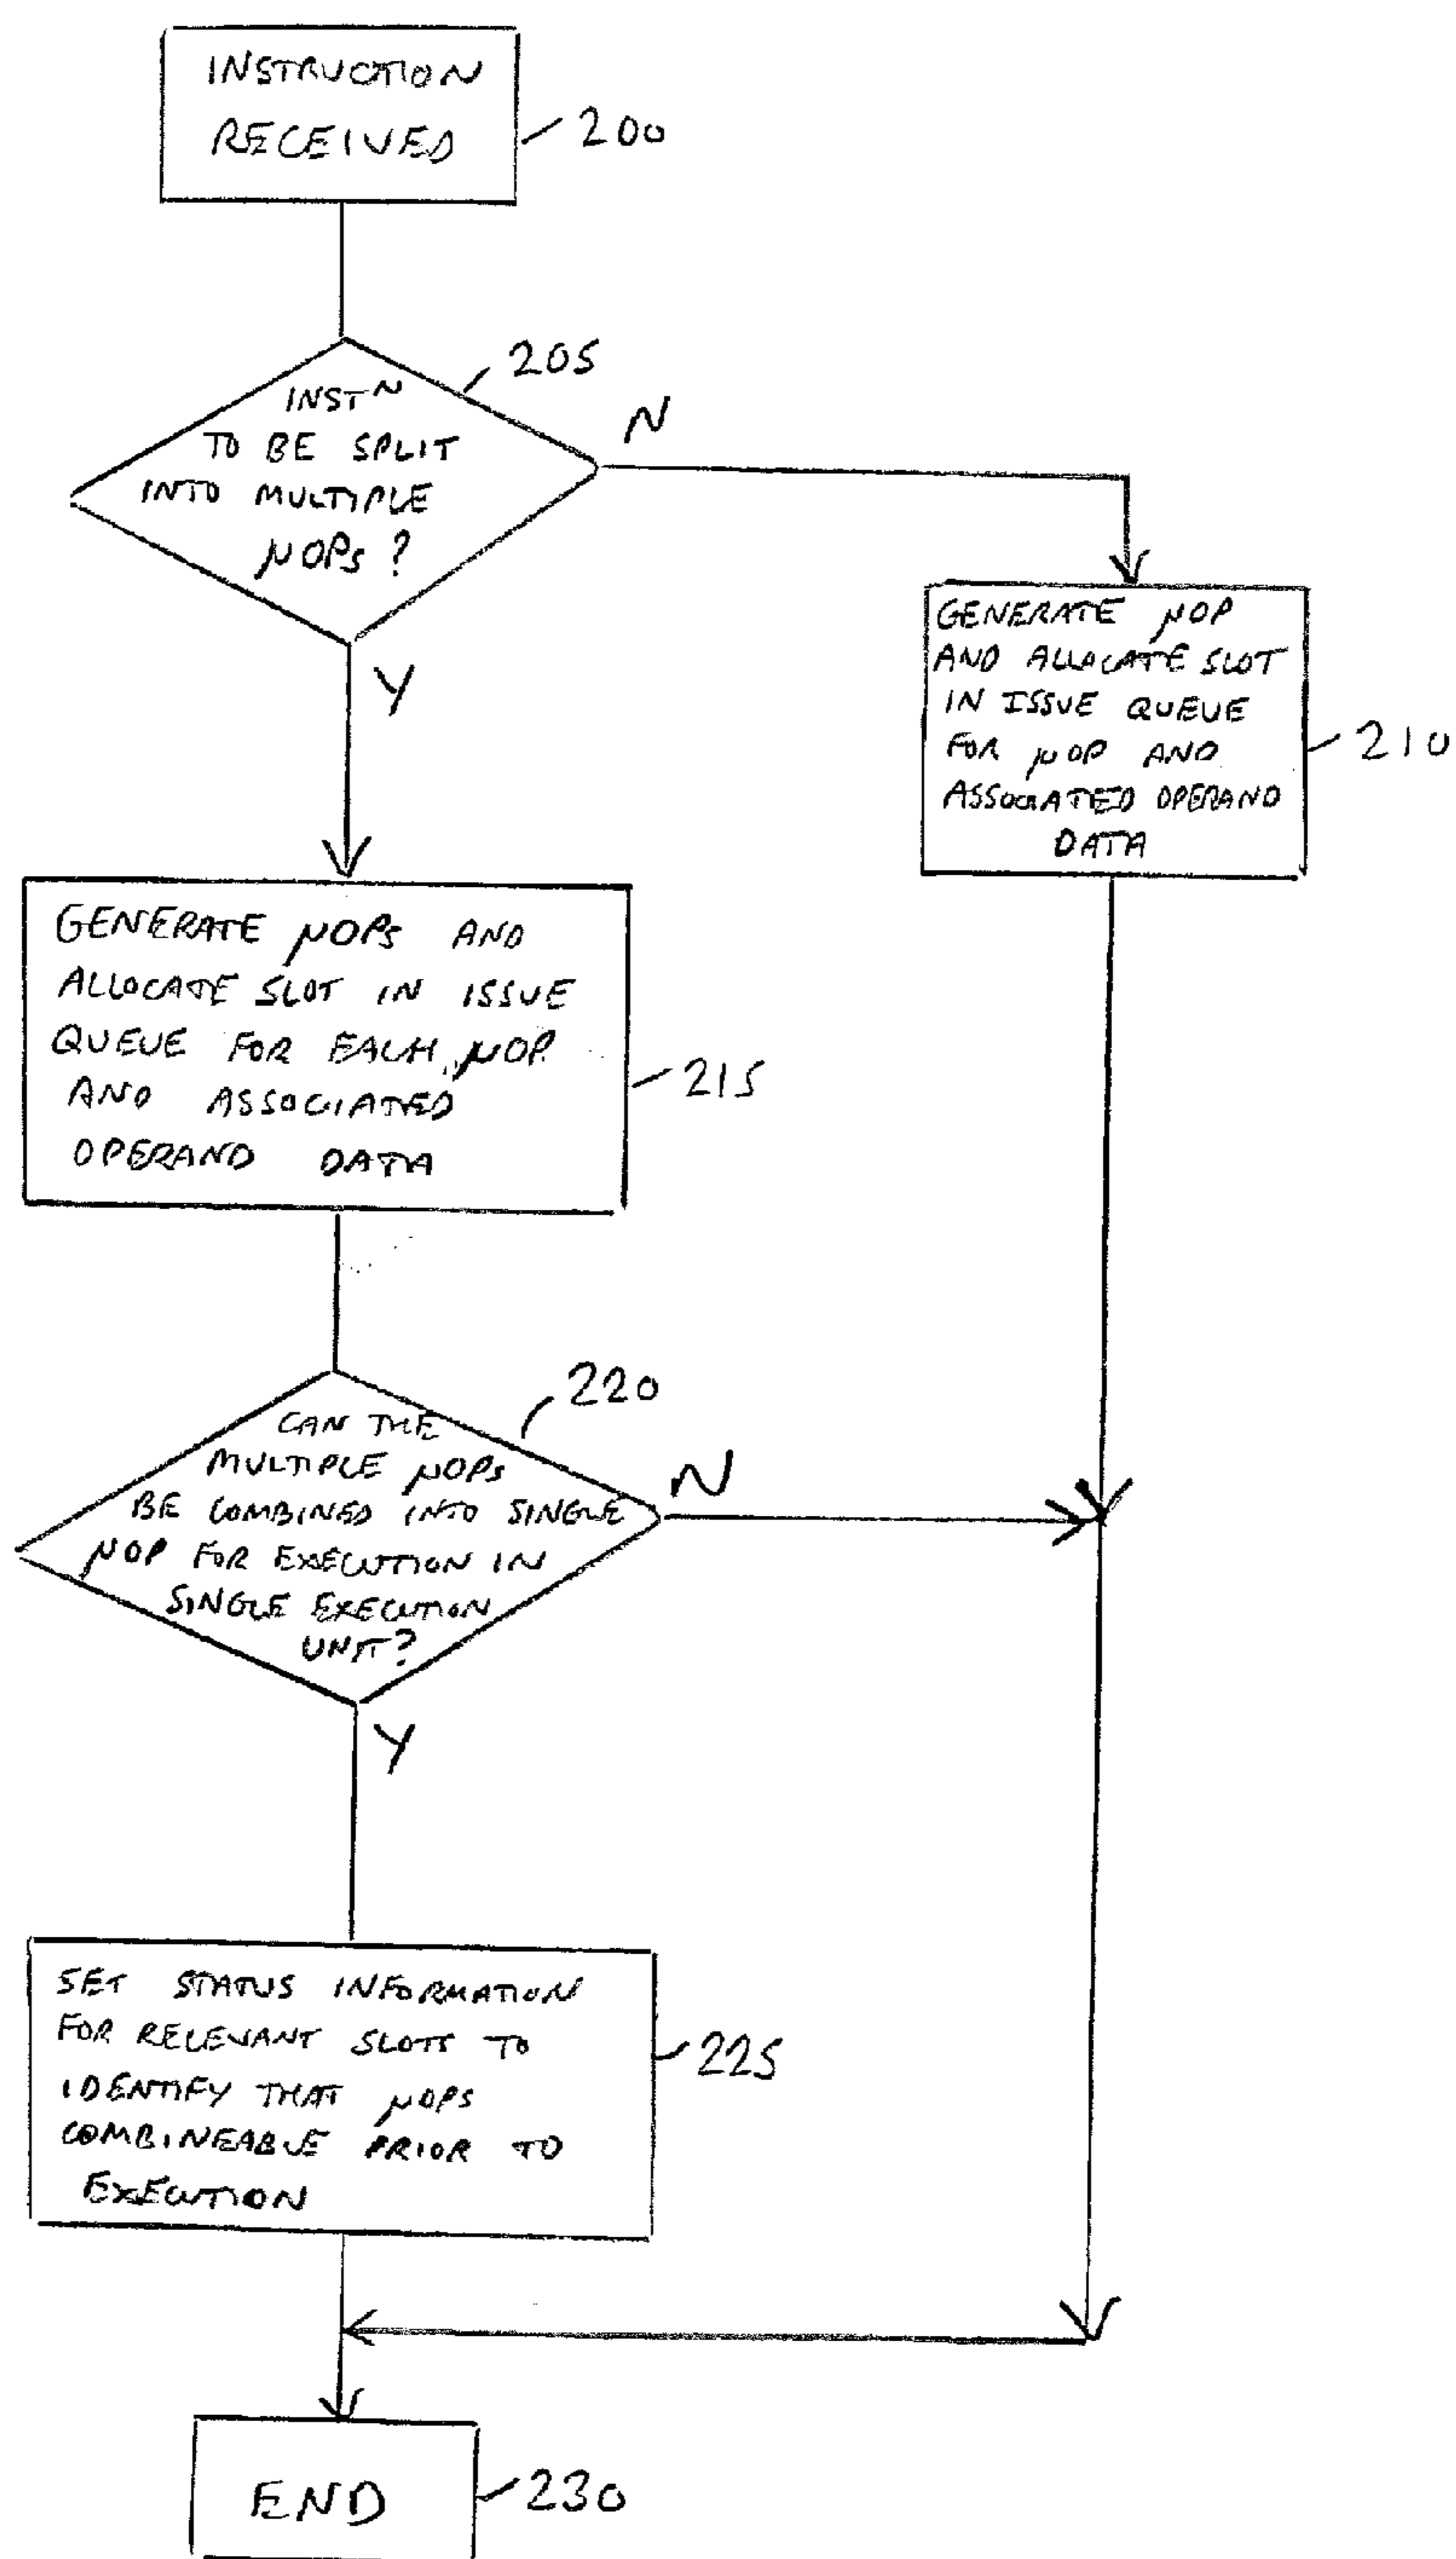 INSTRUCTION
RECEIVED
200
205
INSTᴺ
TO BE SPLIT
INTO MULTIPLE
μOPs?
N
Y
GENERATE μOP
AND ALLOCATE SLOT
IN ISSUE QUEUE
FOR μOP AND
ASSOCIATED OPERAND
DATA
210
GENERATE μOPs AND
ALLOCATE SLOT IN ISSUE
QUEUE FOR EACH μOP
AND ASSOCIATED
OPERAND DATA
215
220
CAN THE
MULTIPLE μOPs
BE COMBINED INTO SINGLE
μOP FOR EXECUTION IN
SINGLE EXECUTION
UNIT?
N
Y
SET STATUS INFORMATION
FOR RELEVANT SLOTS TO
IDENTIFY THAT μOPs
COMBINEABLE PRIOR TO
EXECUTION
225
END
230